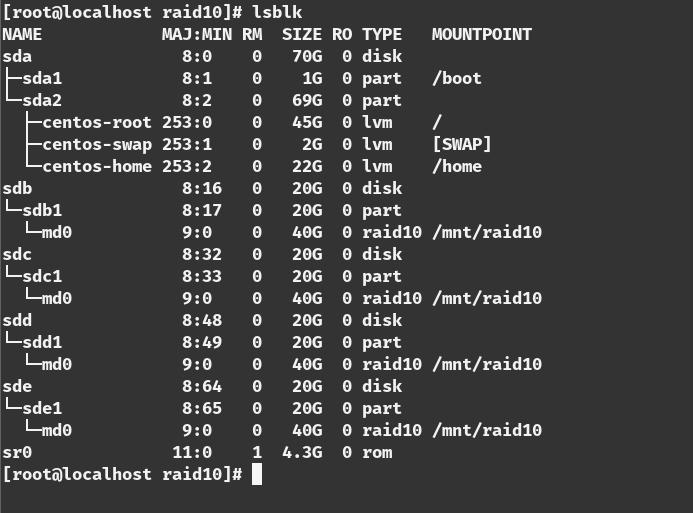 [root@localhost raid10]# lsblk
NAME            MAJ:MIN RM  SIZE RO TYPE   MOUNTPOINT
sda               8:0    0   70G  0 disk
├─sda1            8:1    0    1G  0 part   /boot
└─sda2            8:2    0   69G  0 part
  ├─centos-root 253:0    0   45G  0 lvm    /
  ├─centos-swap 253:1    0    2G  0 lvm    [SWAP]
  └─centos-home 253:2    0   22G  0 lvm    /home
sdb               8:16   0   20G  0 disk
└─sdb1            8:17   0   20G  0 part
  └─md0           9:0    0   40G  0 raid10 /mnt/raid10
sdc               8:32   0   20G  0 disk
└─sdc1            8:33   0   20G  0 part
  └─md0           9:0    0   40G  0 raid10 /mnt/raid10
sdd               8:48   0   20G  0 disk
└─sdd1            8:49   0   20G  0 part
  └─md0           9:0    0   40G  0 raid10 /mnt/raid10
sde               8:64   0   20G  0 disk
└─sde1            8:65   0   20G  0 part
  └─md0           9:0    0   40G  0 raid10 /mnt/raid10
sr0              11:0    1  4.3G  0 rom
[root@localhost raid10]#